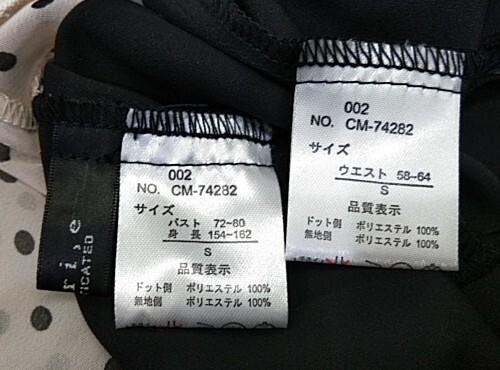 002
NO. CM-74282
サイズ
バスト 72~80
身長 154~162
S
品質表示
ドット側 ポリエステル 100%
無地側 ポリエステル 100%
002
NO. CM-74282
サイズ
ウエスト 58~64
S
品質表示
ドット側 ポリエステル 100%
無地側 ポリエステル 100%